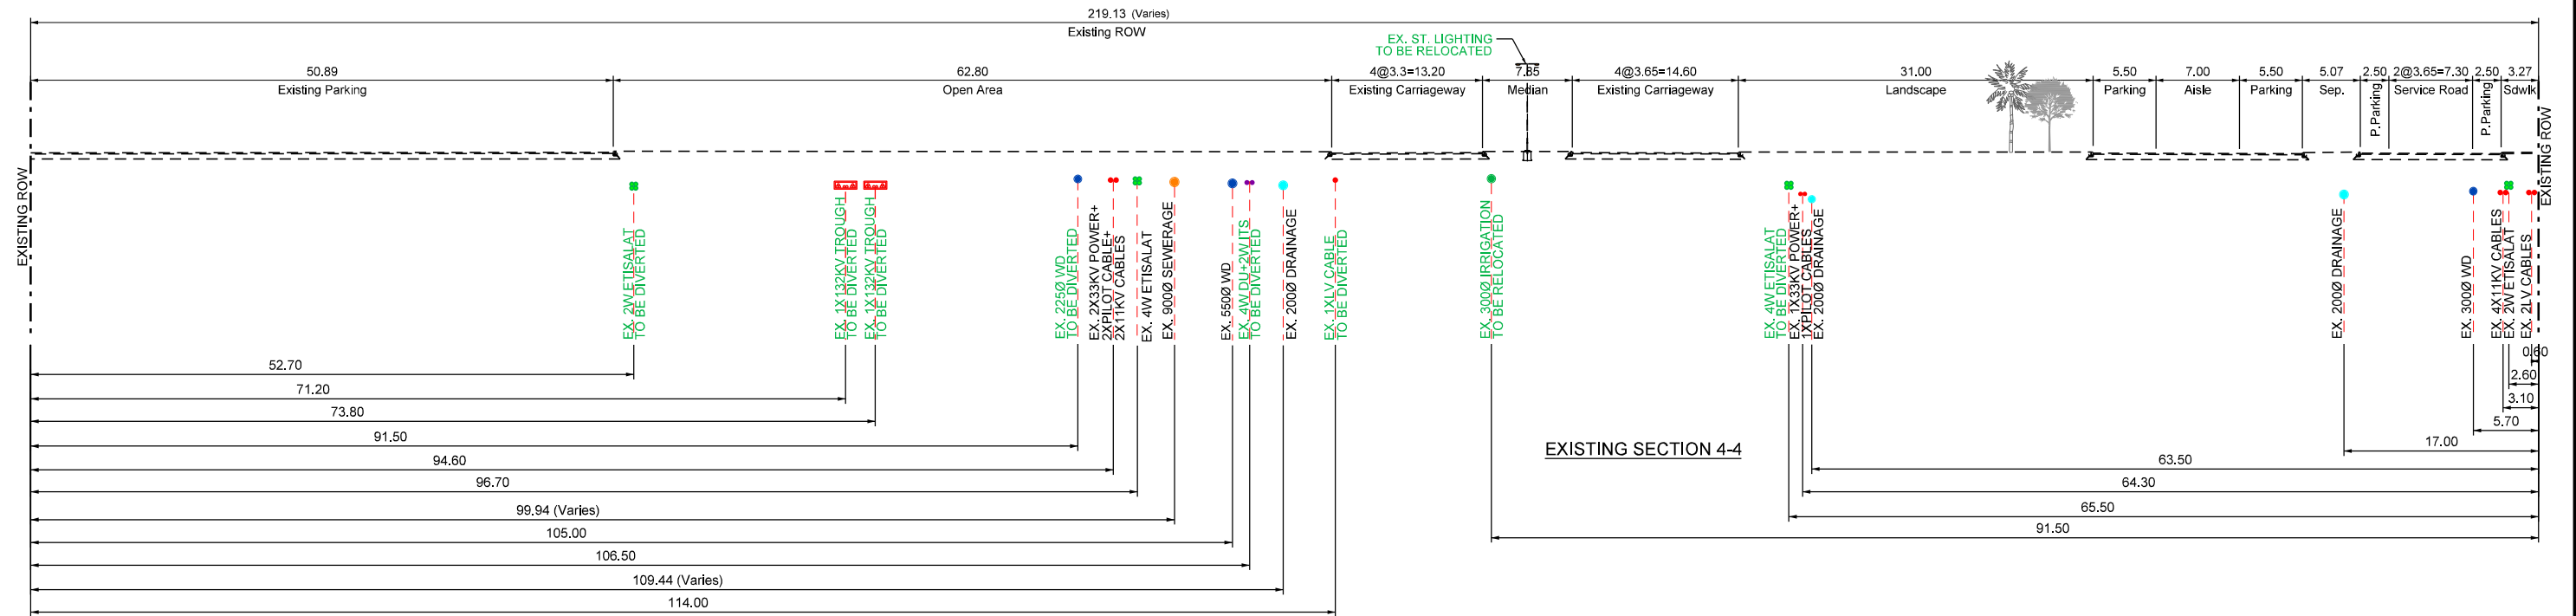 219.13 (Varies)
Existing ROW
EX. ST. LIGHTING
TO BE RELOCATED
50.89
Existing Parking
62.80
Open Area
4@3.3=13.20
Existing Carriageway
7.85
Median
4@3.65=14.60
Existing Carriageway
31.00
Landscape
5.50
Parking
7.00
Aisle
5.50
Parking
5.07
Sep.
2.50
P.Parking
2@3.65=7.30
Service Road
2.50
P.Parking
3.27
Sdwlk
EXISTING ROW
EX. 2W ETISALAT
TO BE DIVERTED
EX. 1X132KV TROUGH
TO BE DIVERTED
EX. 1X132KV TROUGH
TO BE DIVERTED
EX. 225Ø WD
TO BE DIVERTED
EX. 2X33KV POWER+
2XPILOT CABLE+
2X11KV CABLES
EX. 4W ETISALAT
EX. 900Ø SEWERAGE
EX. 550Ø WD
EX. 4W DU+2W ITS
TO BE DIVERTED
EX. 200Ø DRAINAGE
EX. 1XLV CABLE
TO BE DIVERTED
EX. 300Ø IRRIGATION
TO BE RELOCATED
EX. 4W ETISALAT
TO BE DIVERTED
EX. 1X33KV POWER+
1XPILOT CABLES
EX. 200Ø DRAINAGE
EX. 200Ø DRAINAGE
EX. 300Ø WD
EX. 4X11KV CABLES
EX. 2W ETISALAT
EX. 2LV CABLES
EXISTING ROW
0.60
2.60
3.10
5.70
17.00
63.50
64.30
65.50
91.50
52.70
71.20
73.80
91.50
94.60
96.70
99.94 (Varies)
105.00
106.50
109.44 (Varies)
114.00
EXISTING SECTION 4-4